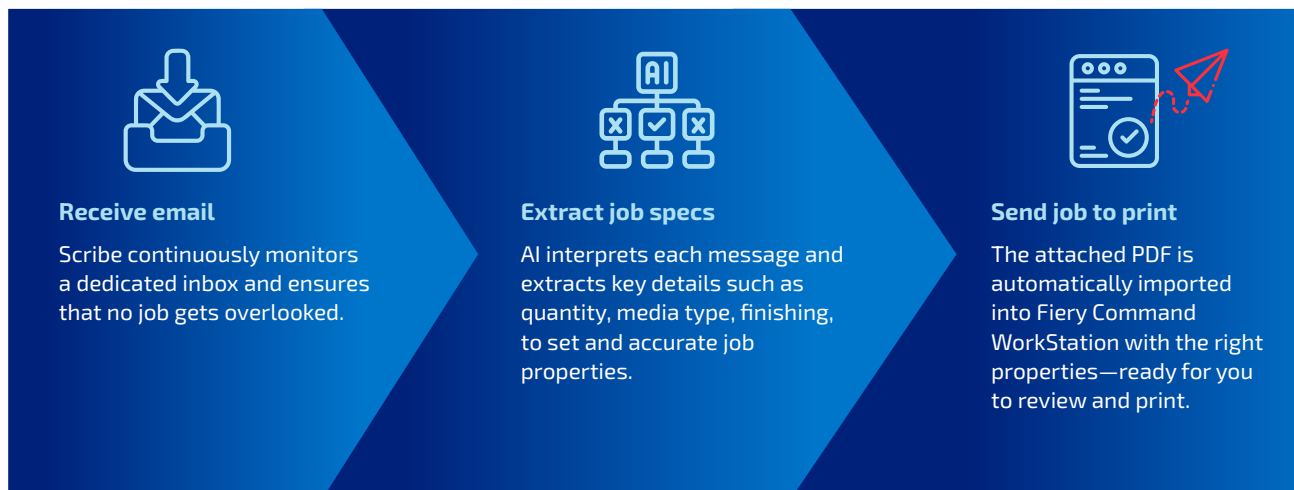 AI
Receive email
Scribe continuously monitors
a dedicated inbox and ensures
that no job gets overlooked.
Extract job specs
AI interprets each message and
extracts key details such as
quantity, media type, finishing,
to set and accurate job
properties.
Send job to print
The attached PDF is
automatically imported
into Fiery Command
WorkStation with the right
properties—ready for you
to review and print.